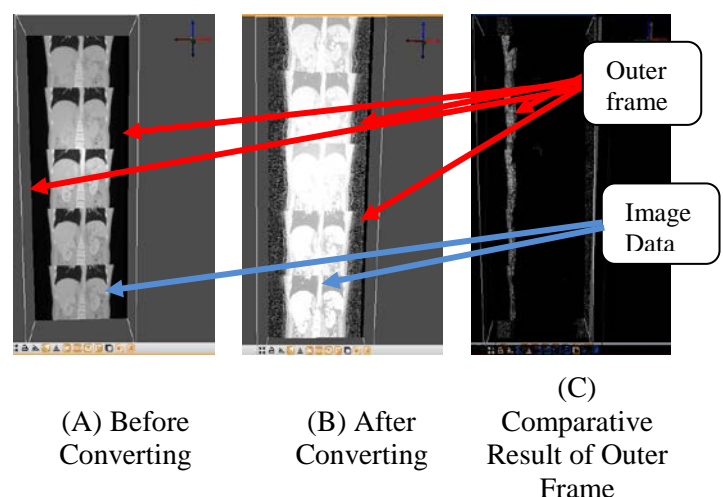 Outer
frame
Image
Data
(A) Before
Converting
(B) After
Converting
(C)
Comparative
Result of Outer
Frame